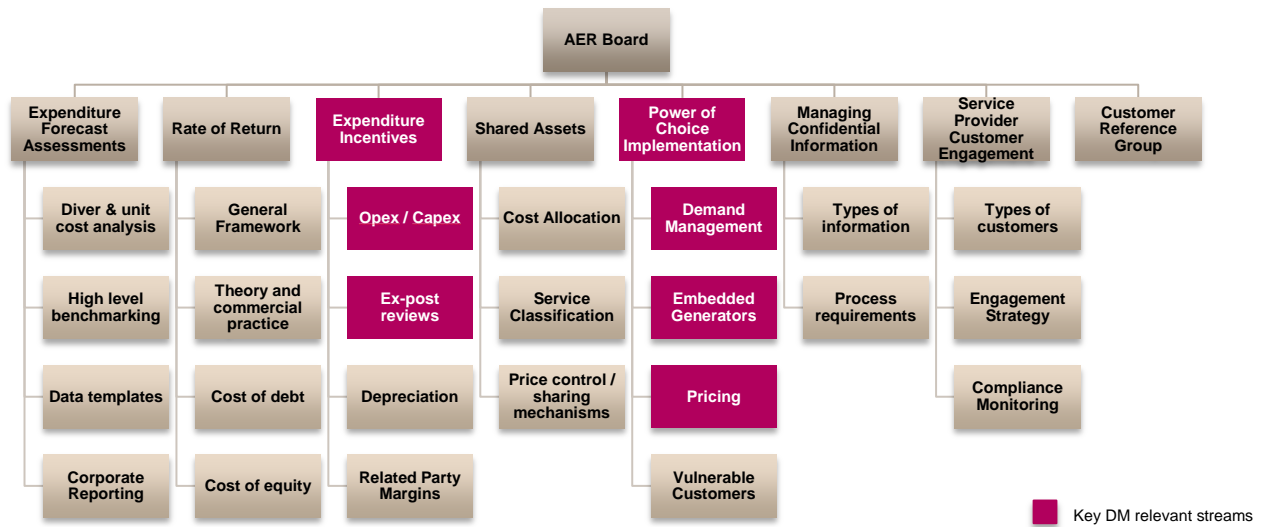 AER Board
Expenditure
Forecast
Assessments
Rate of Return
Expenditure
Incentives
Shared Assets
Power of
Choice
Implementation
Managing
Confidential
Information
Service
Provider
Customer
Engagement
Customer
Reference
Group
Diver & unit
cost analysis
General
Framework
Opex / Capex
Cost Allocation
Demand
Management
Types of
information
Types of
customers
High level
benchmarking
Theory and
commercial
practice
Ex-post
reviews
Service
Classification
Embedded
Generators
Process
requirements
Engagement
Strategy
Data templates
Cost of debt
Depreciation
Price control /
sharing
mechanisms
Pricing
Compliance
Monitoring
Corporate
Reporting
Cost of equity
Related Party
Margins
Vulnerable
Customers
Key DM relevant streams